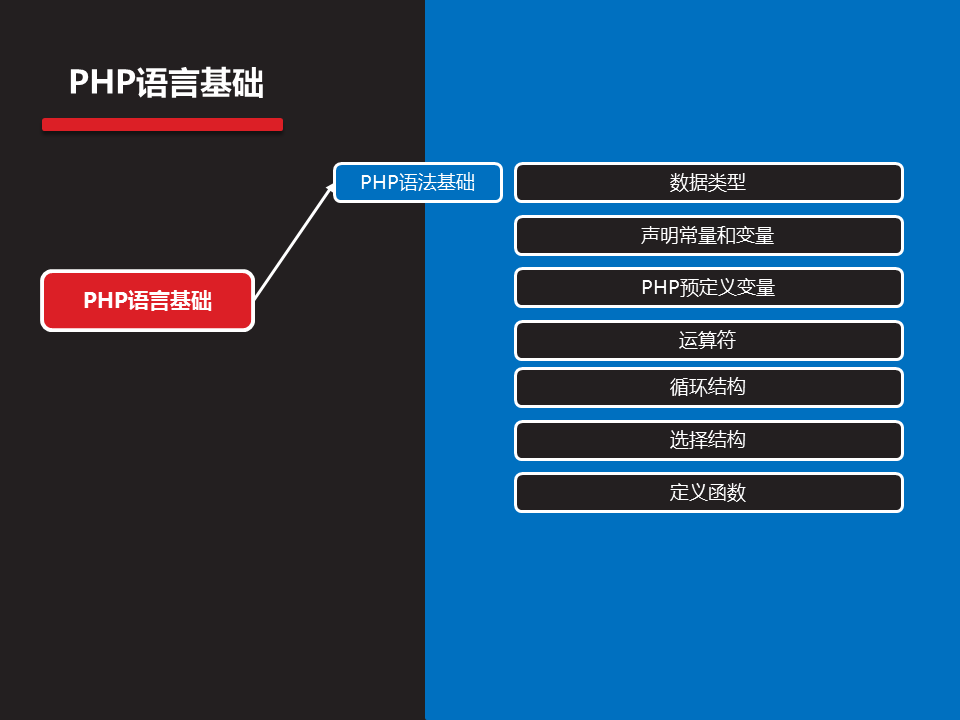 PHP语言基础
PHP语法基础
数据类型
声明常量和变量
PHP语言基础
PHP预定义变量
运算符
循环结构
选择结构
定义函数